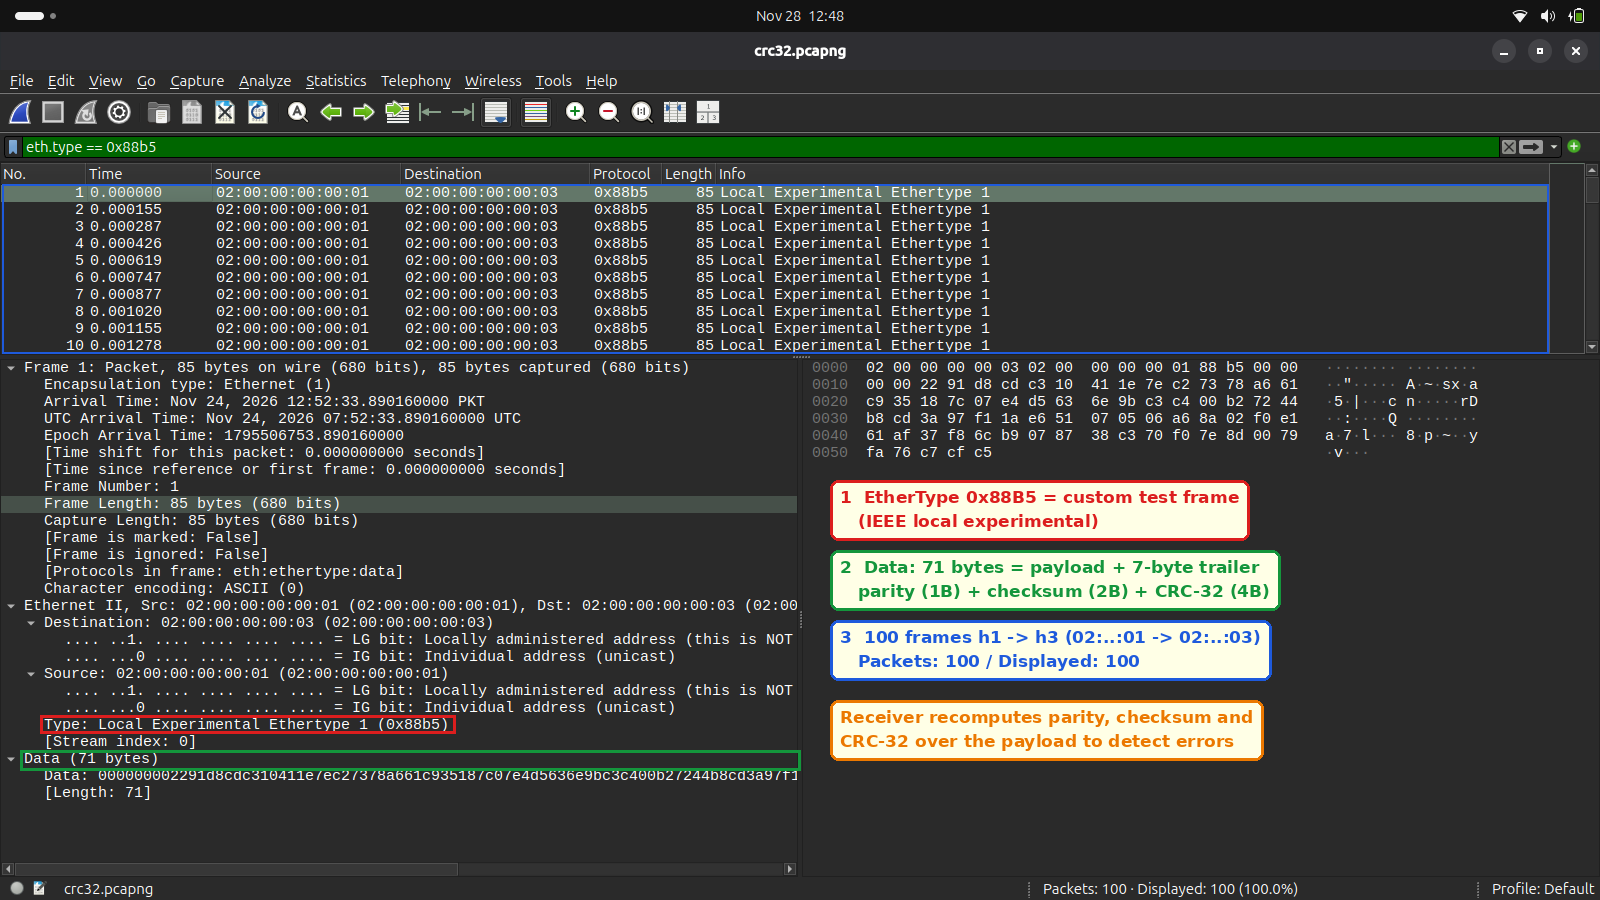 Nov 28 12:48
crc32.pcapng
File Edit View Go Capture Analyze Statistics Telephony Wireless Tools Help
eth.type == 0x88b5
No. Time Source Destination Protocol Length Info
1 0.000000 02:00:00:00:00:01 02:00:00:00:00:03 0x88b5 85 Local Experimental Ethertype 1
2 0.000155 02:00:00:00:00:01 02:00:00:00:00:03 0x88b5 85 Local Experimental Ethertype 1
3 0.000287 02:00:00:00:00:01 02:00:00:00:00:03 0x88b5 85 Local Experimental Ethertype 1
4 0.000426 02:00:00:00:00:01 02:00:00:00:00:03 0x88b5 85 Local Experimental Ethertype 1
5 0.000619 02:00:00:00:00:01 02:00:00:00:00:03 0x88b5 85 Local Experimental Ethertype 1
6 0.000747 02:00:00:00:00:01 02:00:00:00:00:03 0x88b5 85 Local Experimental Ethertype 1
7 0.000877 02:00:00:00:00:01 02:00:00:00:00:03 0x88b5 85 Local Experimental Ethertype 1
8 0.001020 02:00:00:00:00:01 02:00:00:00:00:03 0x88b5 85 Local Experimental Ethertype 1
9 0.001155 02:00:00:00:00:01 02:00:00:00:00:03 0x88b5 85 Local Experimental Ethertype 1
10 0.001278 02:00:00:00:00:01 02:00:00:00:00:03 0x88b5 85 Local Experimental Ethertype 1
Frame 1: Packet, 85 bytes on wire (680 bits), 85 bytes captured (680 bits)
Encapsulation type: Ethernet (1)
Arrival Time: Nov 24, 2026 12:52:33.890160000 PKT
UTC Arrival Time: Nov 24, 2026 07:52:33.890160000 UTC
Epoch Arrival Time: 1795506753.890160000
[Time shift for this packet: 0.000000000 seconds]
[Time since reference or first frame: 0.000000000 seconds]
Frame Number: 1
Frame Length: 85 bytes (680 bits)
Capture Length: 85 bytes (680 bits)
[Frame is marked: False]
[Frame is ignored: False]
[Protocols in frame: eth:ethertype:data]
Character encoding: ASCII (0)
Ethernet II, Src: 02:00:00:00:00:01 (02:00:00:00:00:01), Dst: 02:00:00:00:00:03 (02:00
Destination: 02:00:00:00:00:03 (02:00:00:00:00:03)
.... ..1. .... .... .... .... = LG bit: Locally administered address (this is NOT
.... ...0 .... .... .... .... = IG bit: Individual address (unicast)
Source: 02:00:00:00:00:01 (02:00:00:00:00:01)
.... ..1. .... .... .... .... = LG bit: Locally administered address (this is NOT
.... ...0 .... .... .... .... = IG bit: Individual address (unicast)
Type: Local Experimental Ethertype 1 (0x88b5)
[Stream index: 0]
Data (71 bytes)
Data: 000000002291d8cdc310411e7ec27378a661c935187c07e4d5636e9bc3c400b27244b8cd3a97f1
[Length: 71]
0000 02 00 00 00 00 03 02 00 00 00 00 01 88 b5 00 00 ········ ········
0010 00 00 22 91 d8 cd c3 10 41 1e 7e c2 73 78 a6 61 ··"····· A·~·sx·a
0020 c9 35 18 7c 07 e4 d5 63 6e 9b c3 c4 00 b2 72 44 ·5·|···c n·····rD
0030 b8 cd 3a 97 f1 1a e6 51 07 05 06 a6 8a 02 f0 e1 ··:····Q ········
0040 61 af 37 f8 6c b9 07 87 38 c3 70 f0 7e 8d 00 79 a·7·l··· 8·p·~··y
0050 fa 76 c7 cf c5 ·v···
1 EtherType 0x88B5 = custom test frame
(IEEE local experimental)
2 Data: 71 bytes = payload + 7-byte trailer
parity (1B) + checksum (2B) + CRC-32 (4B)
3 100 frames h1 -> h3 (02:..:01 -> 02:..:03)
Packets: 100 / Displayed: 100
Receiver recomputes parity, checksum and
CRC-32 over the payload to detect errors
crc32.pcapng
Packets: 100 · Displayed: 100 (100.0%)
Profile: Default